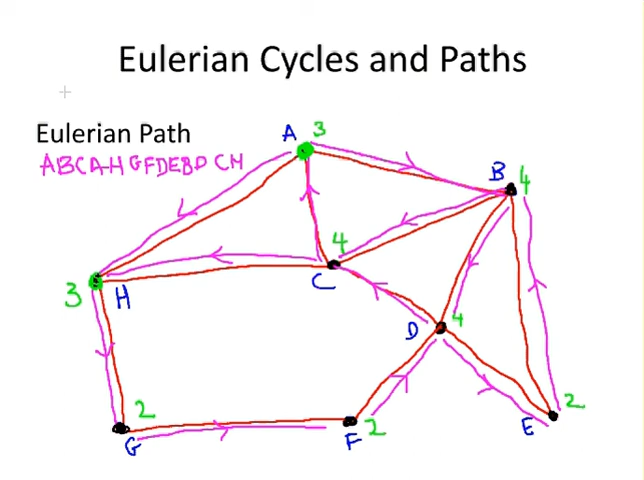 Eulerian Cycles and Paths
Eulerian Path
ABCAHGFDEBDCH
A 3
B 4
4
C
3 H
D 4
2
G
F 2
E 2